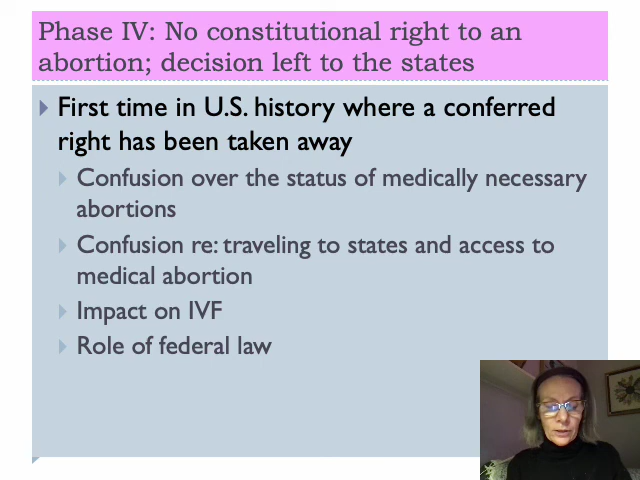 Phase IV: No constitutional right to an
abortion; decision left to the states
First time in U.S. history where a conferred
right has been taken away
Confusion over the status of medically necessary
abortions
Confusion re: traveling to states and access to
medical abortion
Impact on IVF
Role of federal law